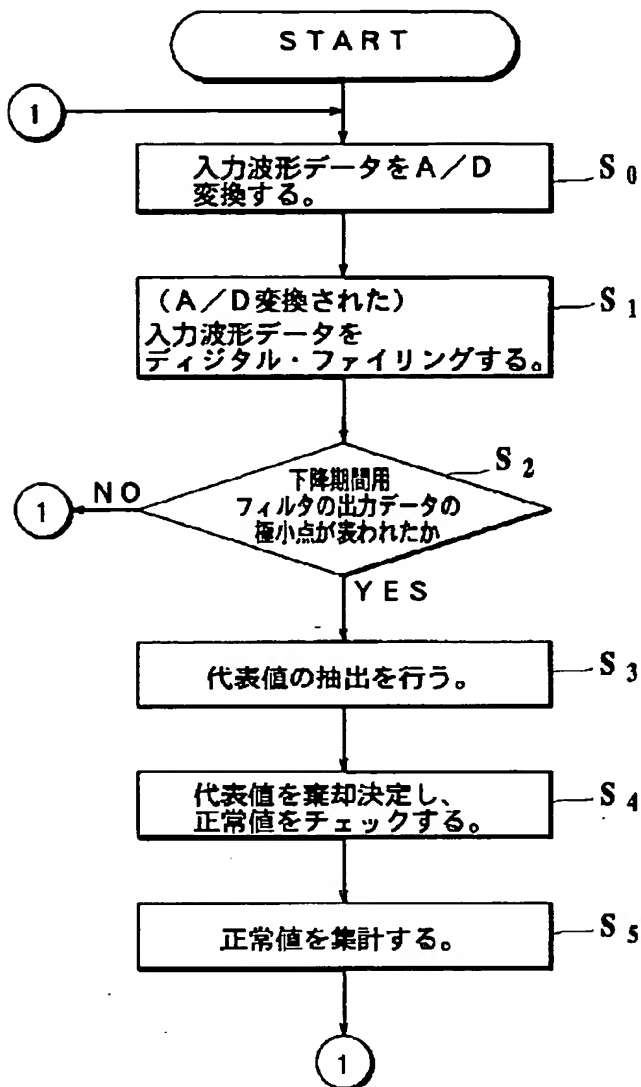 START
1
入力波形データをA／D
変換する。
S0
（A／D変換された）
入力波形データを
ディジタル・ファイリングする。
S1
下降期間用
フィルタの出力データの
極小点が表われたか
S2
NO
1
YES
代表値の抽出を行う。
S3
代表値を棄却決定し、
正常値をチェックする。
S4
正常値を集計する。
S5
1